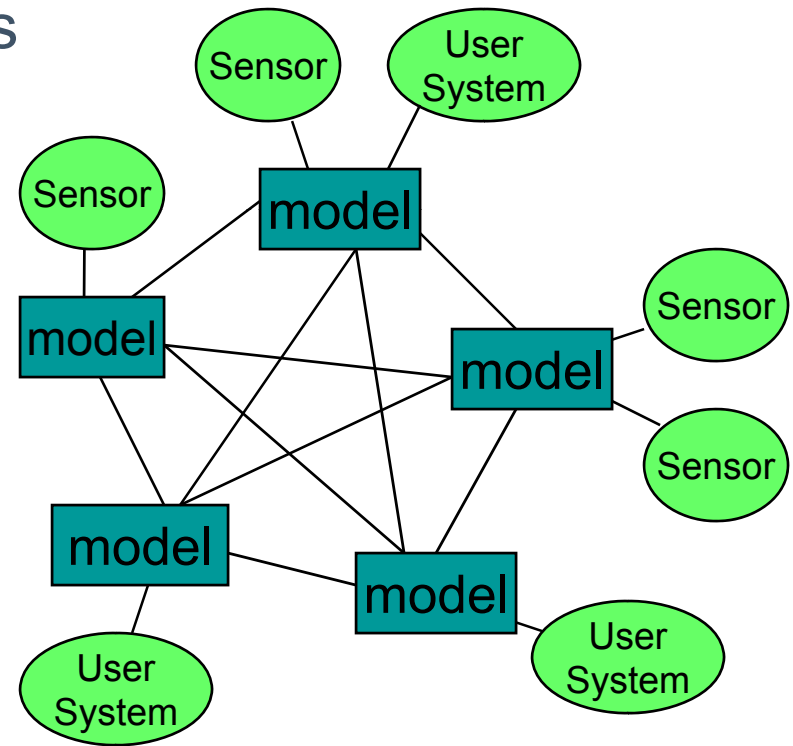 s
Sensor
User
System
Sensor
model
Sensor
model
model
Sensor
model
model
User
System
User
System